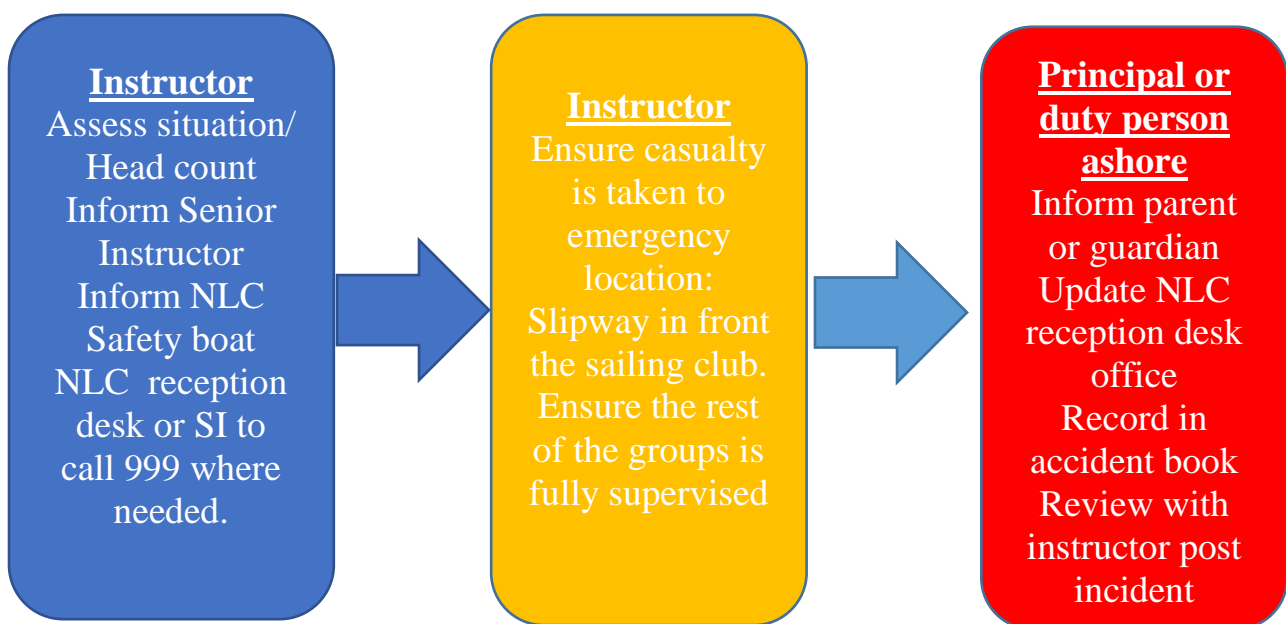 Instructor
Assess situation/
Head count
Inform Senior
Instructor
Inform NLC
Safety boat
NLC  reception
desk or SI to
call 999 where
needed.
Instructor
Ensure casualty
is taken to
emergency
location:
Slipway in front
the sailing club.
Ensure the rest
of the groups is
fully supervised
Principal or
duty person
ashore
Inform parent
or guardian
Update NLC
reception desk
office
Record in
accident book
Review with
instructor post
incident